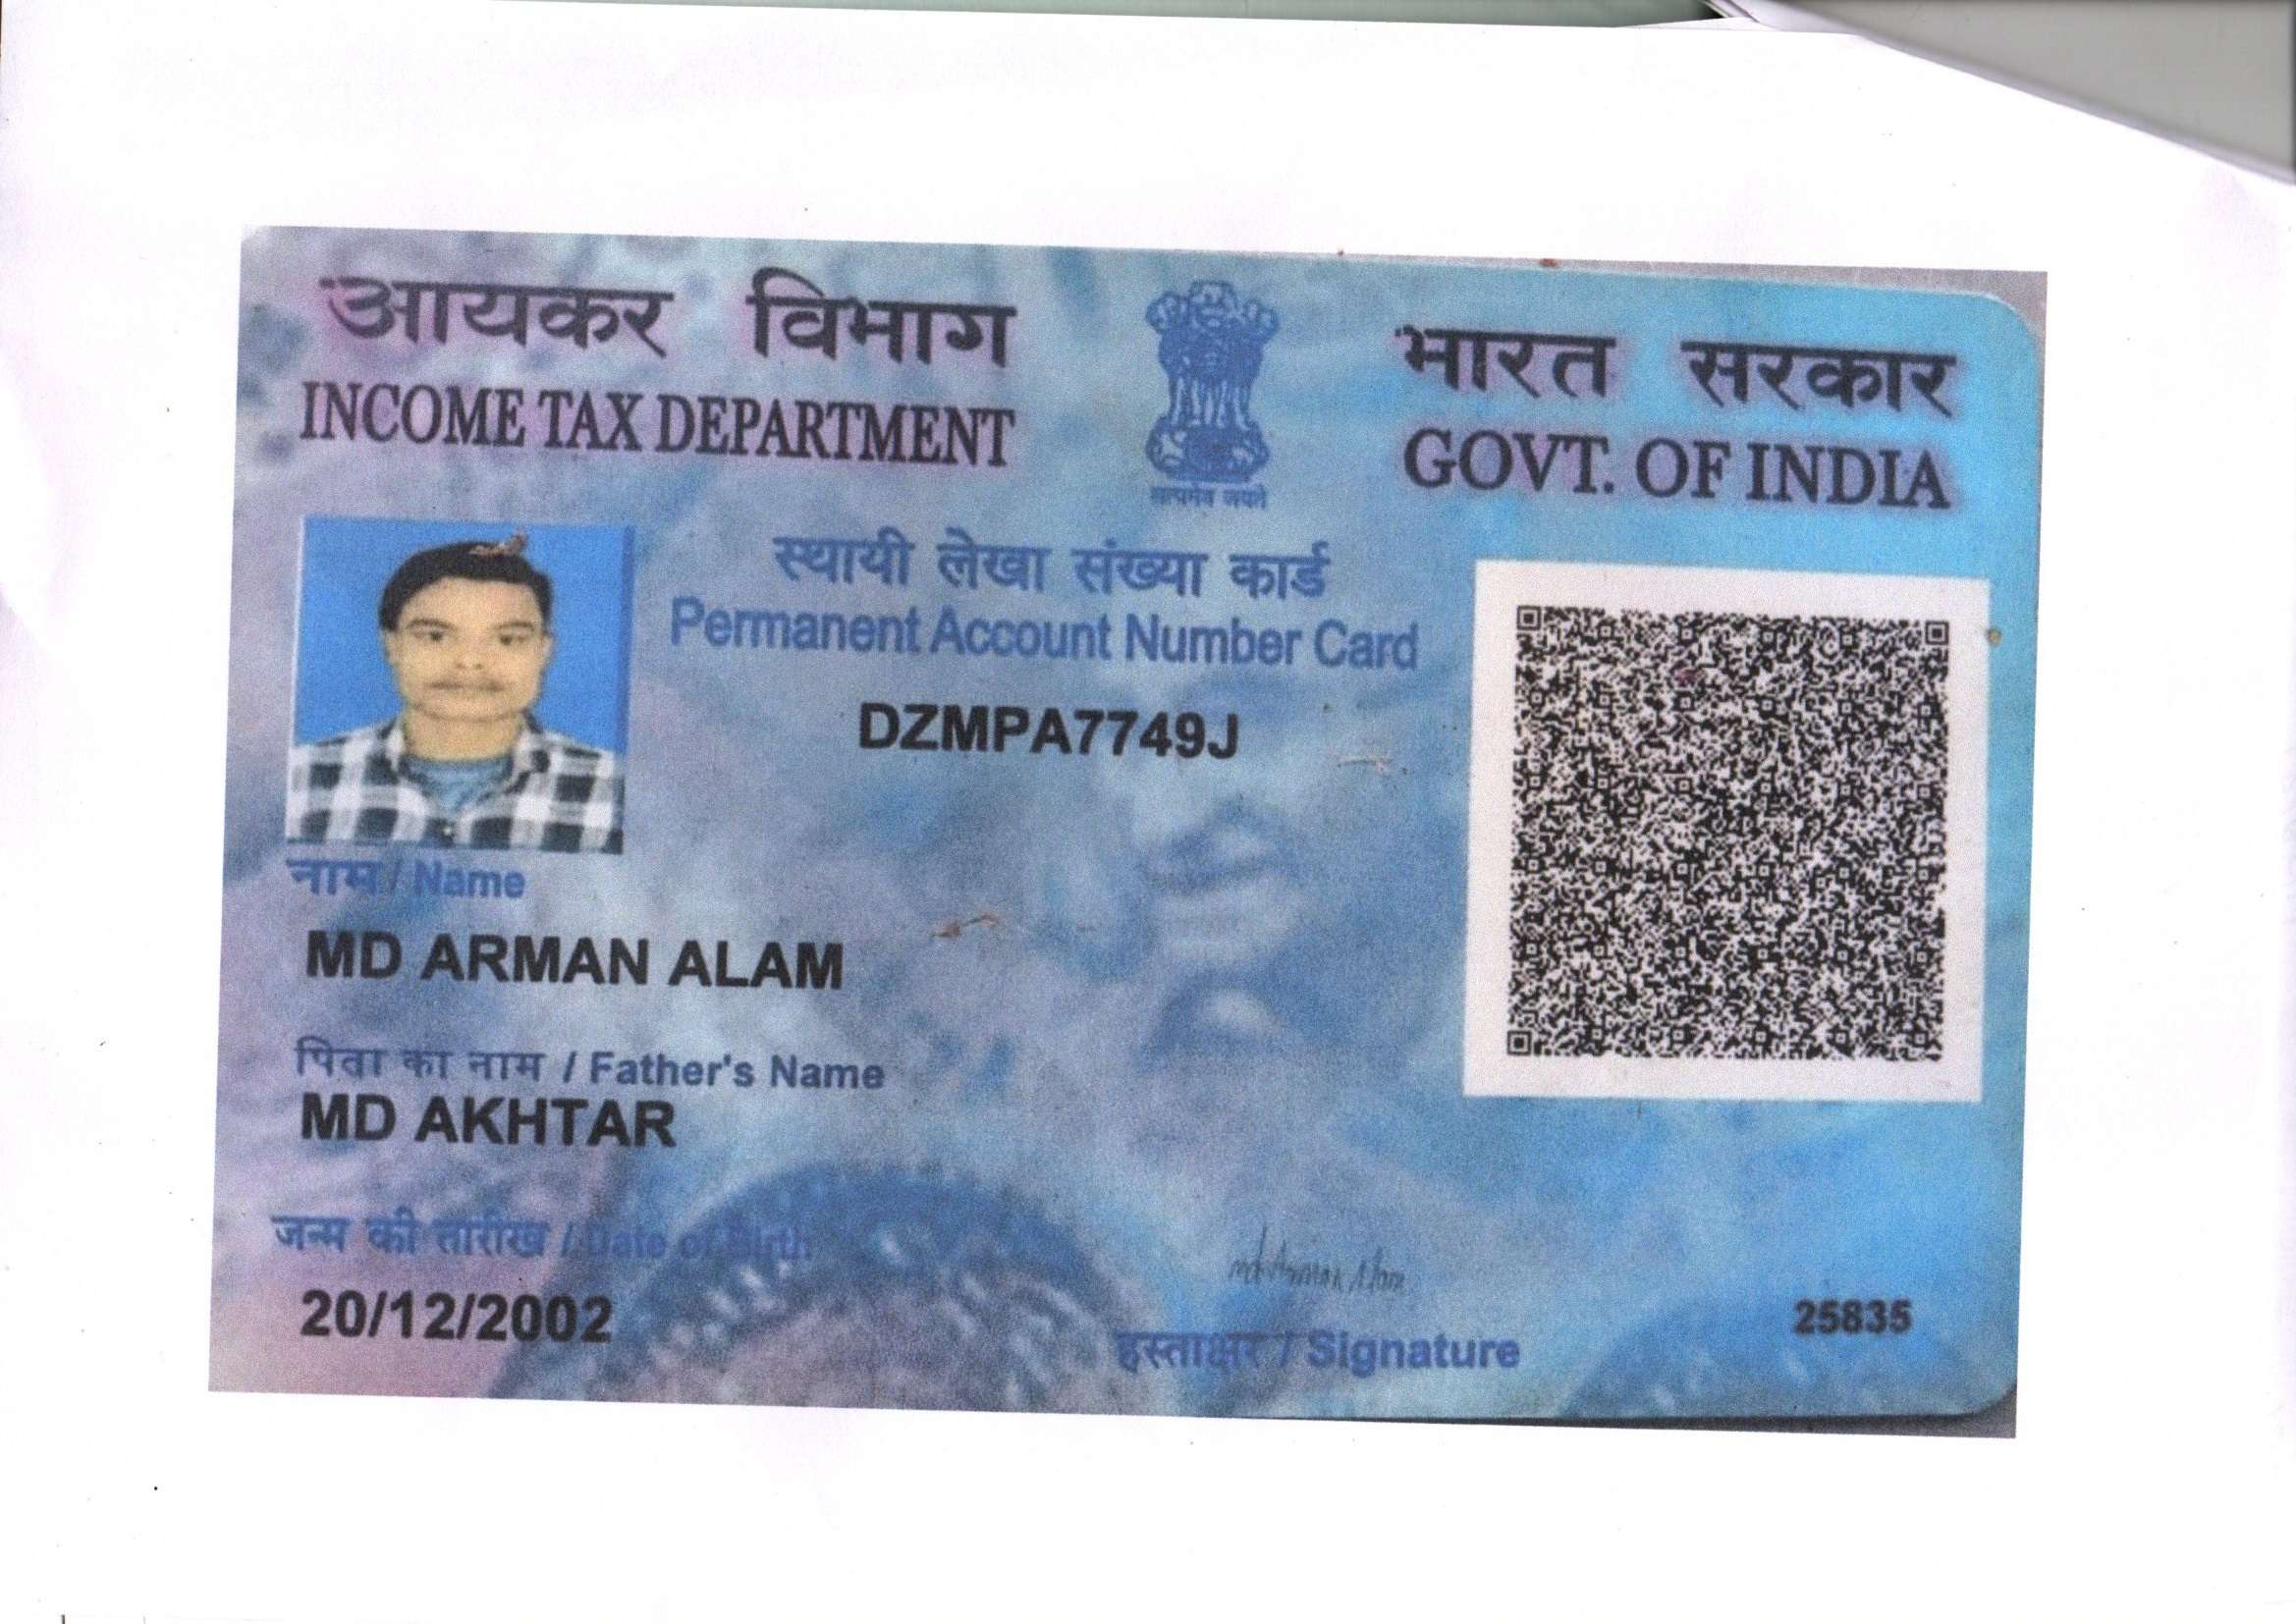 आयकर विभाग
INCOME TAX DEPARTMENT
सत्यमेव जयते
भारत सरकार
GOVT. OF INDIA
स्थायी लेखा संख्या कार्ड
Permanent Account Number Card
DZMPA7749J
नाम / Name
MD ARMAN ALAM
पिता का नाम / Father's Name
MD AKHTAR
जन्म की तारीख / Date of Birth
20/12/2002
Md Arman Alam
हस्ताक्षर / Signature
25835